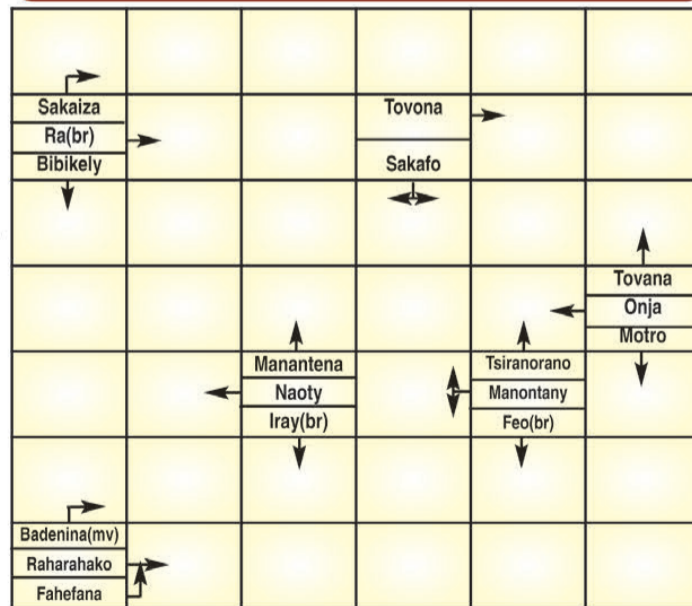 Sakaiza
Ra(br)
Bibikely
Tovona
Sakafo
Tovana
Onja
Motro
Manantena
Naoty
Iray(br)
Tsiranorano
Manontany
Feo(br)
Badenina(mv)
Raharahako
Fahefana